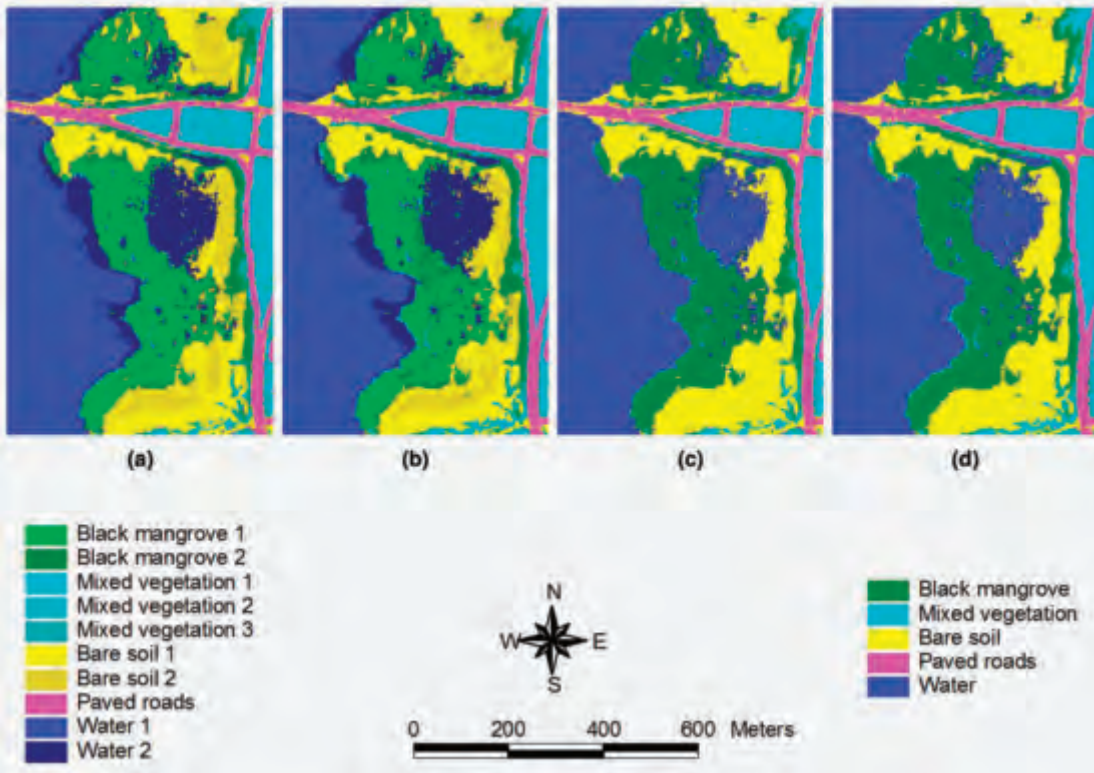 (a) (b) (c) (d)
Black mangrove 1
Black mangrove 2
Mixed vegetation 1
Mixed vegetation 2
Mixed vegetation 3
Bare soil 1
Bare soil 2
Paved roads
Water 1
Water 2
N
W E
S
0 200 400 600 Meters
Black mangrove
Mixed vegetation
Bare soil
Paved roads
Water